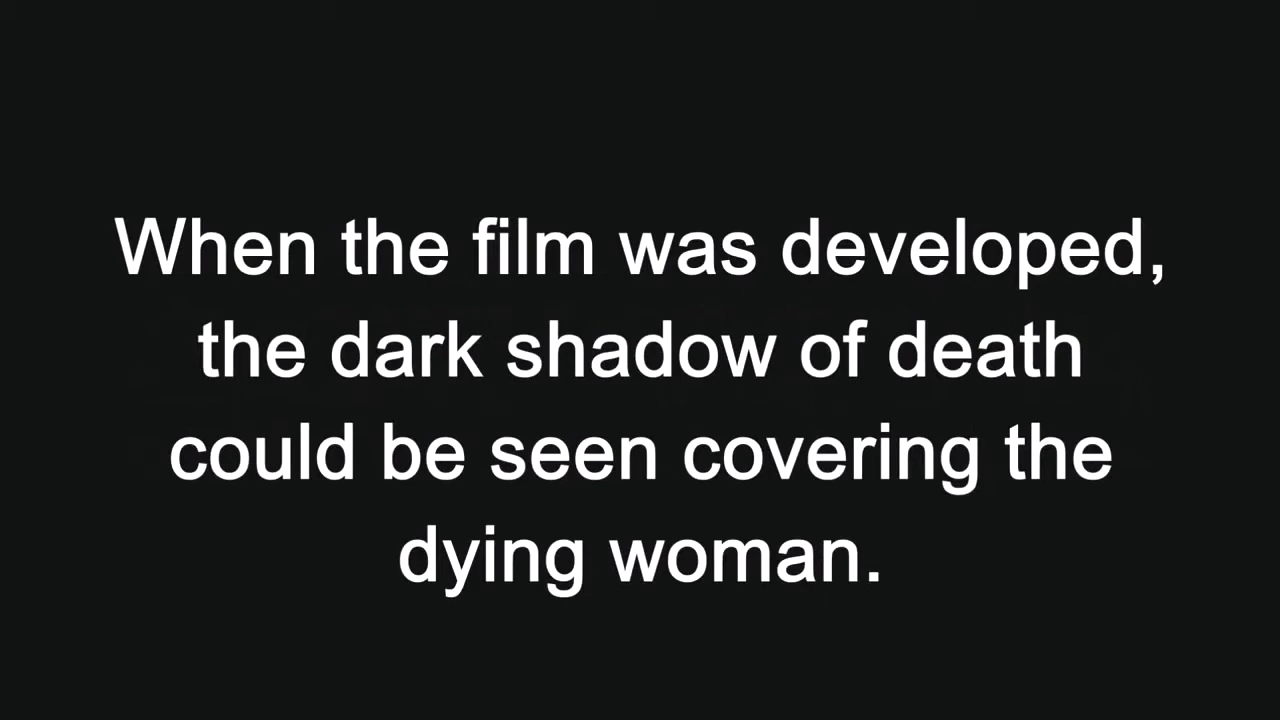 When the film was developed,
the dark shadow of death
could be seen covering the
dying woman.